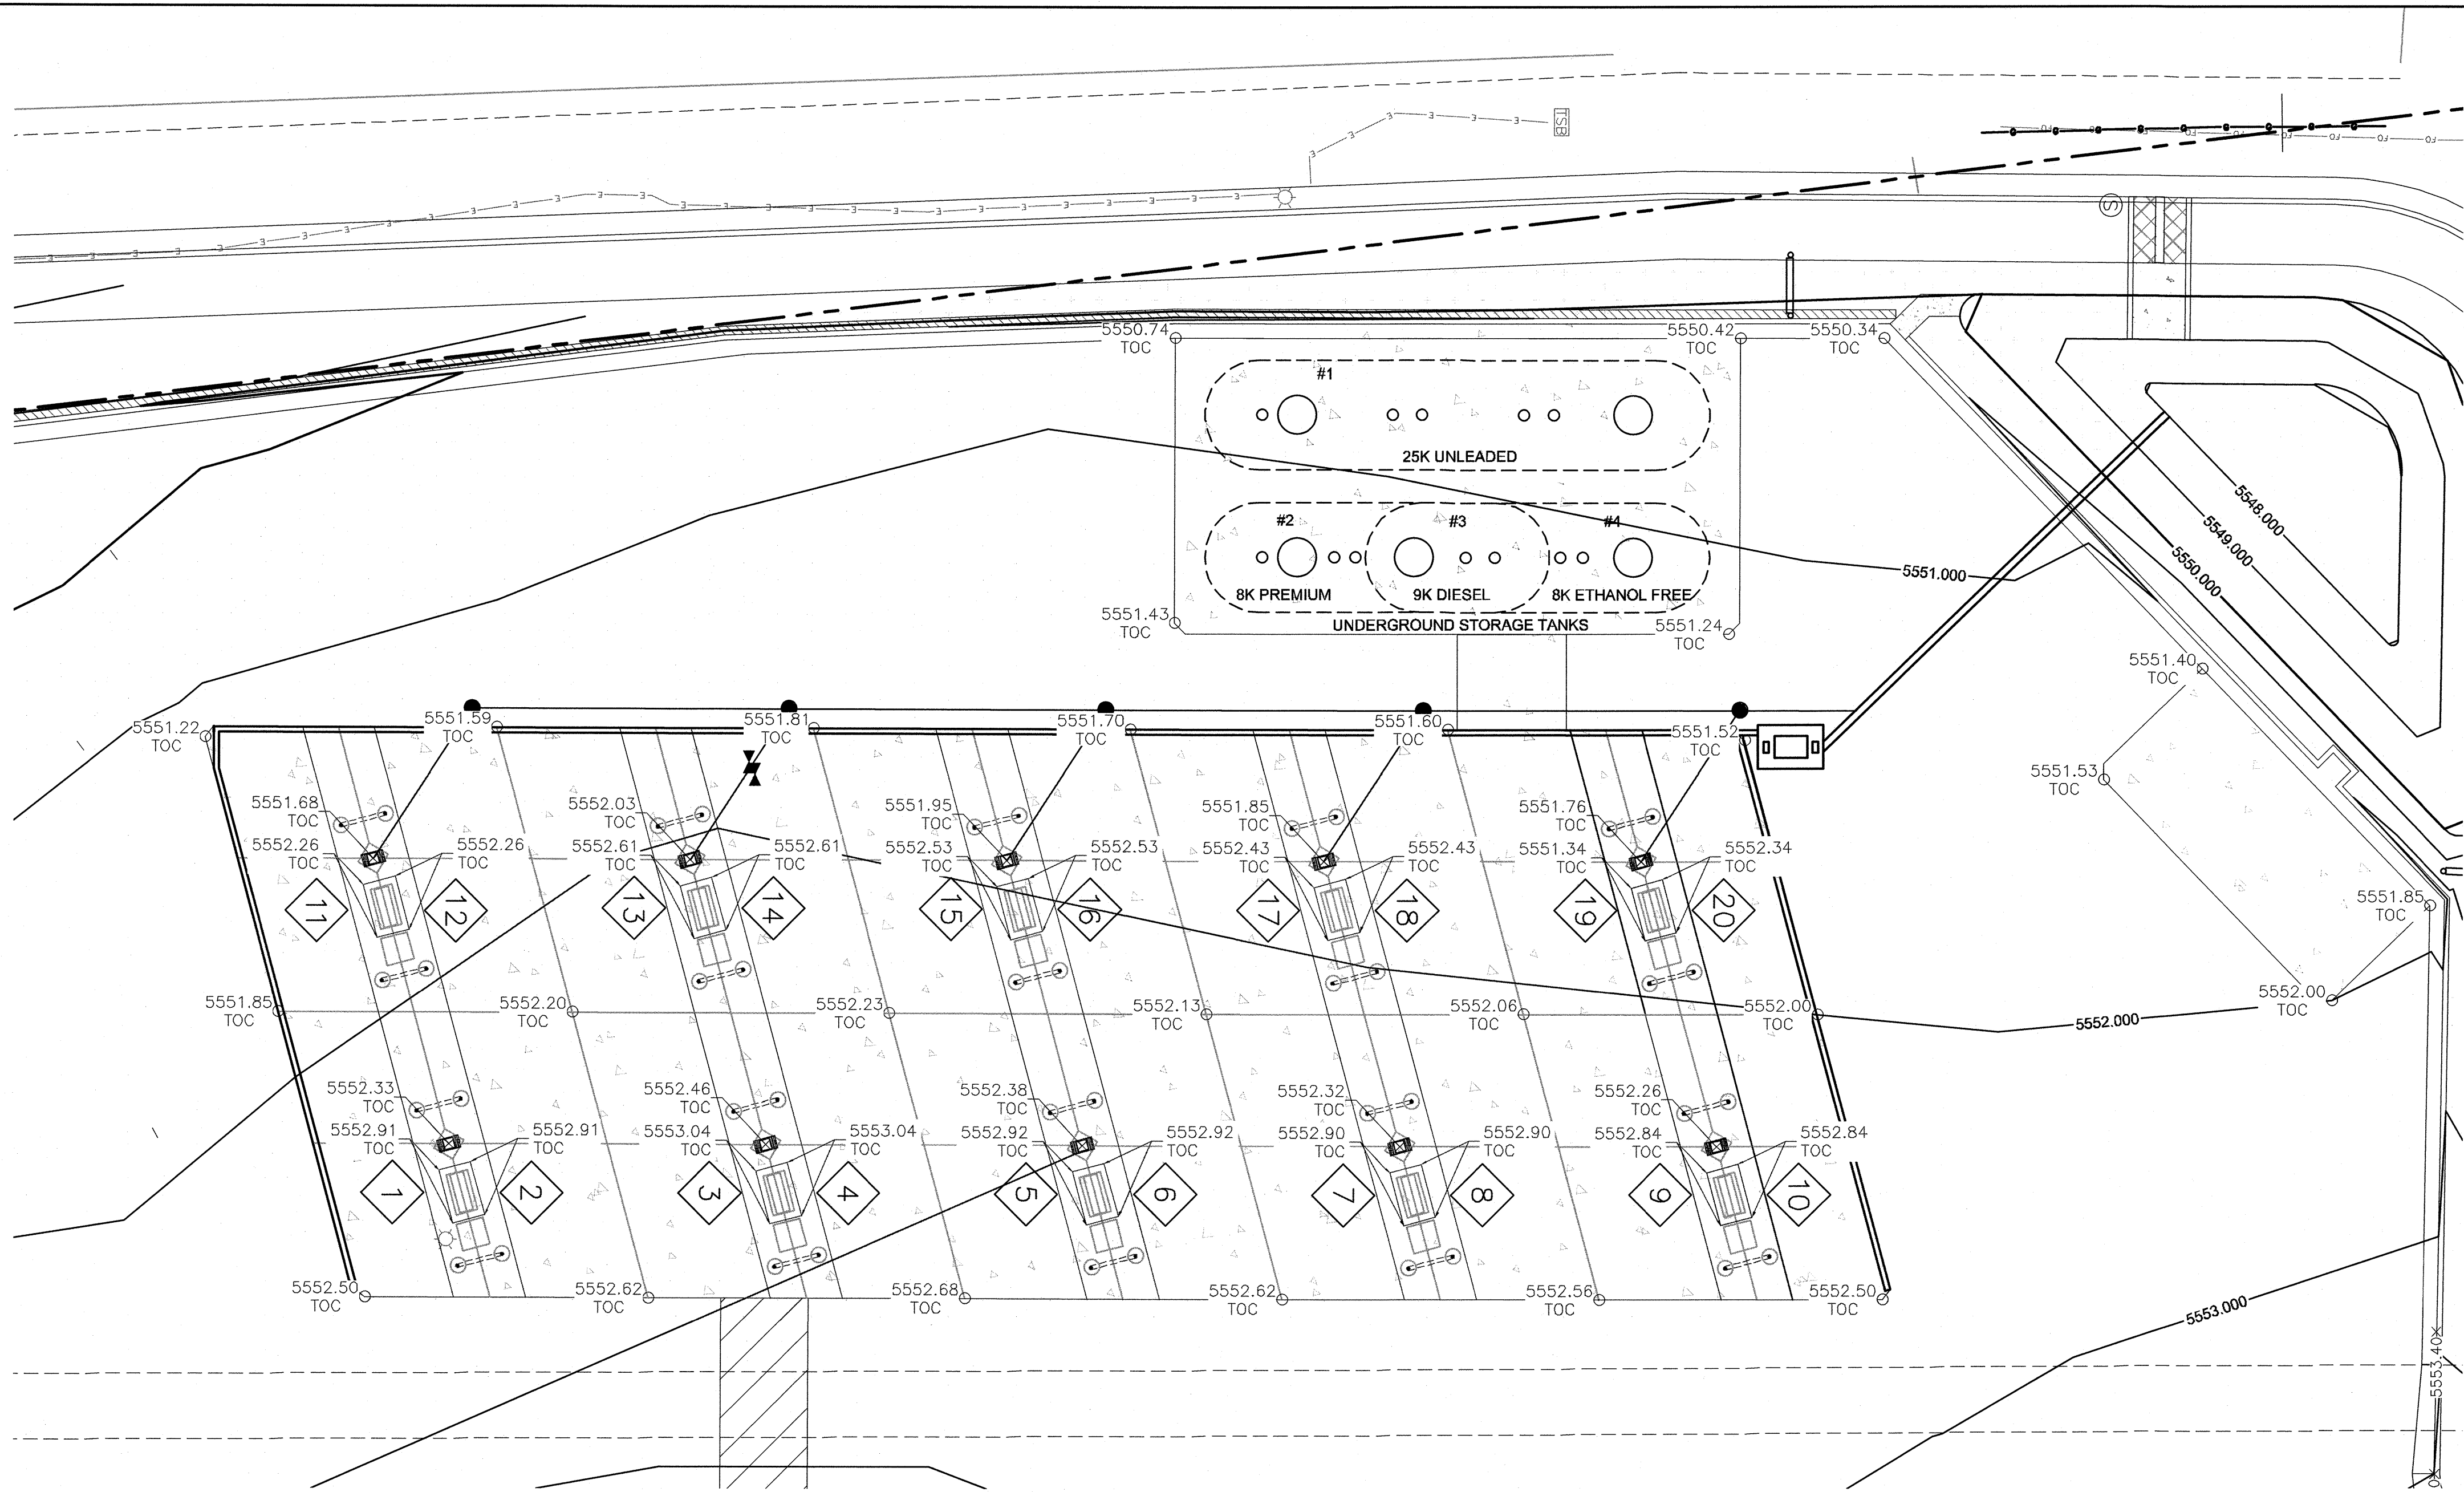 TSB
S
5550.74
TOC
5550.42
TOC
5550.34
TOC
#1
25K UNLEADED
#2
#3
#4
8K PREMIUM
9K DIESEL
8K ETHANOL FREE
UNDERGROUND STORAGE TANKS
5551.43
TOC
5551.24
TOC
5548.000
5549.000
5550.000
5551.000
5551.40
TOC
5551.53
TOC
5551.85
TOC
5552.00
TOC
5551.22
TOC
5551.59
TOC
5551.81
TOC
5551.70
TOC
5551.60
TOC
5551.52
TOC
5551.68
TOC
5552.03
TOC
5551.95
TOC
5551.85
TOC
5551.76
TOC
5552.26
TOC
5552.26
TOC
5552.61
TOC
5552.61
TOC
5552.53
TOC
5552.53
TOC
5552.43
TOC
5552.43
TOC
5551.34
TOC
5552.34
TOC
11
12
13
14
15
16
17
18
19
20
5551.85
TOC
5552.20
TOC
5552.23
TOC
5552.13
TOC
5552.06
TOC
5552.00
TOC
5552.000
5552.33
TOC
5552.46
TOC
5552.38
TOC
5552.32
TOC
5552.26
TOC
5552.91
TOC
5552.91
TOC
5553.04
TOC
5553.04
TOC
5552.92
TOC
5552.92
TOC
5552.90
TOC
5552.90
TOC
5552.84
TOC
5552.84
TOC
1
2
3
4
5
6
7
8
9
10
5552.50
TOC
5552.62
TOC
5552.68
TOC
5552.62
TOC
5552.56
TOC
5552.50
TOC
5553.000
5553.40